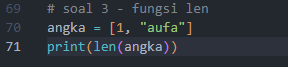 69 # soal 3 - fungsi len
70 angka = [1, "aufa"]
71 print(len(angka))